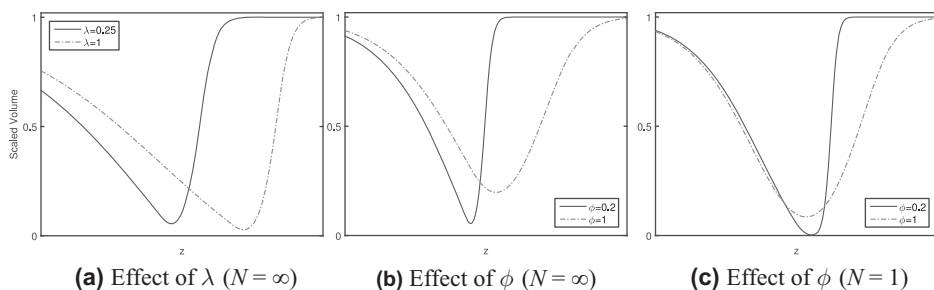 1
λ=0.25
λ=1
0.5
Scaled Volume
0
z
(a) Effect of λ (N = ∞)
1
0.5
ϕ=0.2
ϕ=1
0
z
(b) Effect of ϕ (N = ∞)
1
0.5
ϕ=0.2
ϕ=1
0
z
(c) Effect of ϕ (N = 1)